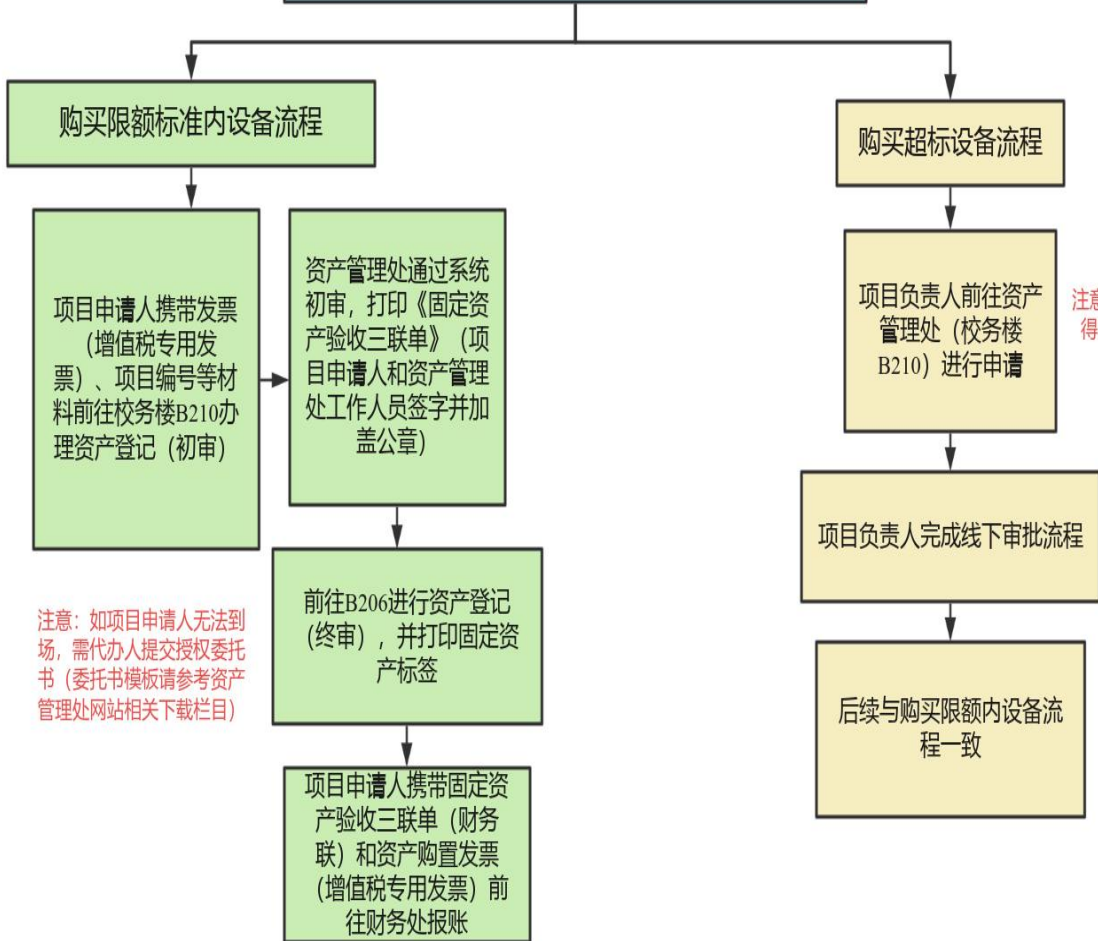 购买限额标准内设备流程
项目申请人携带发票
（增值税专用发
票）、项目编号等材
料前往校务楼B210办
理资产登记（初审）
资产管理处通过系统
初审，打印《固定资
产验收三联单》（项
目申请人和资产管理
处工作人员签字并加
盖公章）
注意：如项目申请人无法到
场，需代办人提交授权委托
书（委托书模板请参考资产
管理处网站相关下载栏目）
前往B206进行资产登记
（终审），并打印固定资
产标签
项目申请人携带固定资
产验收三联单（财务
联）和资产购置发票
（增值税专用发票）前
往财务处报账
购买超标设备流程
项目负责人前往资产
管理处（校务楼
B210）进行申请
注意
得
项目负责人完成线下审批流程
后续与购买限额内设备流
程一致